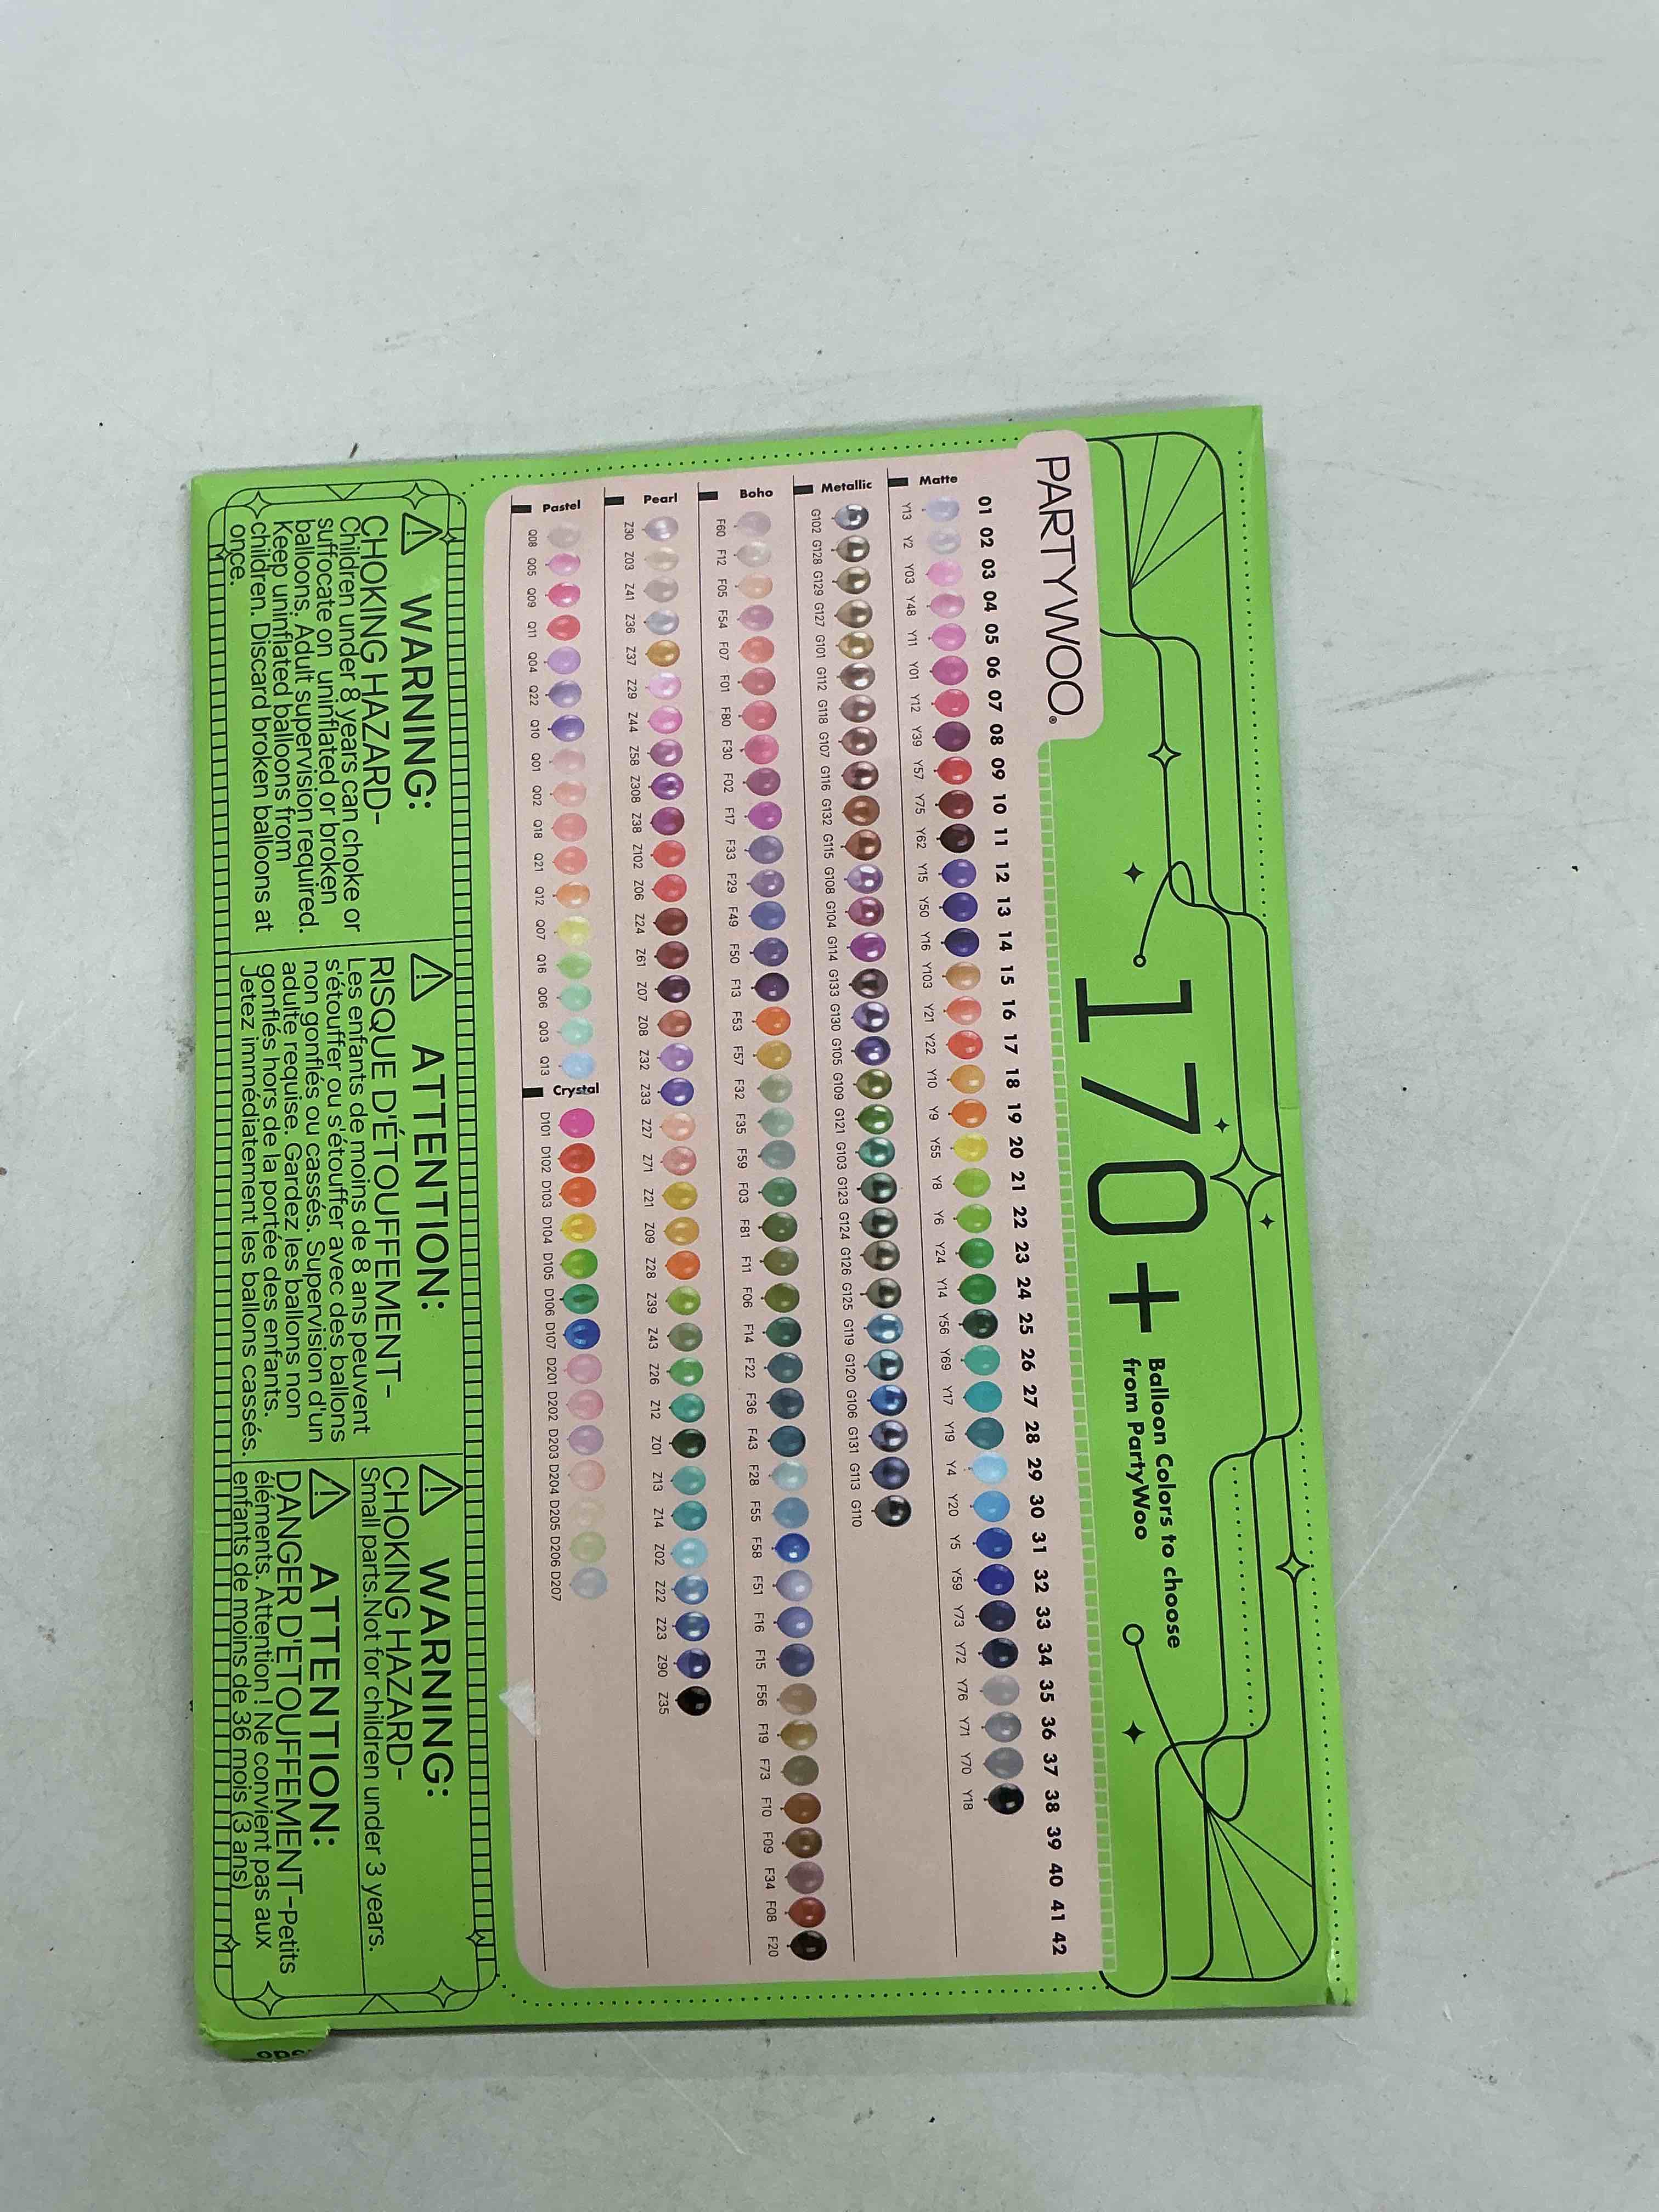 PARTYWOO®
170+
Balloon Colors to choose
from PartyWoo
01 02 03 04 05 06 07 08 09 10 11 12 13 14 15 16 17 18 19 20 21 22 23 24 25 26 27 28 29 30 31 32 33 34 35 36 37 38 39 40 41 42
Matte
Y13 Y2 Y03 Y48 Y11 Y01 Y12 Y39 Y57 Y75 Y62 Y15 Y50 Y16 Y103 Y21 Y22 Y10 Y9 Y55 Y8 Y6 Y24 Y14 Y56 Y69 Y17 Y19 Y4 Y20 Y5 Y59 Y73 Y72 Y76 Y71 Y70 Y18
Metallic
G102 G128 G129 G127 G101 G112 G118 G107 G116 G132 G115 G108 G104 G114 G133 G130 G105 G109 G121 G103 G123 G124 G126 G125 G119 G120 G106 G131 G113 G110
Boho
F60 F12 F05 F54 F07 F01 F80 F30 F02 F17 F33 F29 F49 F50 F13 F53 F57 F32 F35 F59 F03 F81 F11 F06 F14 F22 F36 F43 F28 F55 F58 F51 F16 F15 F56 F19 F73 F10 F09 F34 F08 F20
Pearl
Z30 Z03 Z41 Z36 Z37 Z29 Z44 Z58 Z308 Z38 Z102 Z06 Z24 Z61 Z07 Z08 Z32 Z33 Z27 Z71 Z21 Z09 Z28 Z39 Z43 Z26 Z12 Z01 Z13 Z14 Z02 Z22 Z23 Z90 Z35
Pastel
Q08 Q05 Q09 Q11 Q04 Q22 Q10 Q01 Q02 Q18 Q21 Q12 Q07 Q16 Q06 Q03 Q13
Crystal
D101 D102 D103 D104 D105 D106 D107 D201 D202 D203 D204 D205 D206 D207
WARNING:
CHOKING HAZARD-
Children under 8 years can choke or
suffocate on uninflated or broken
balloons. Adult supervision required.
Keep uninflated balloons from
children. Discard broken balloons at
once.
ATTENTION:
RISQUE D'ÉTOUFFEMENT-
Les enfants de moins de 8 ans peuvent
s'étouffer ou s'étouffer avec des ballons
non gonflés ou cassés. Supervision d'un
adulte requise. Gardez les ballons non
gonflés hors de la portée des enfants.
Jetez immédiatement les ballons cassés.
WARNING:
CHOKING HAZARD-
Small parts.Not for children under 3 years.
ATTENTION:
DANGER D'ÉTOUFFEMENT-Petits
éléments. Attention ! Ne convient pas aux
enfants de moins de 36 mois (3 ans)